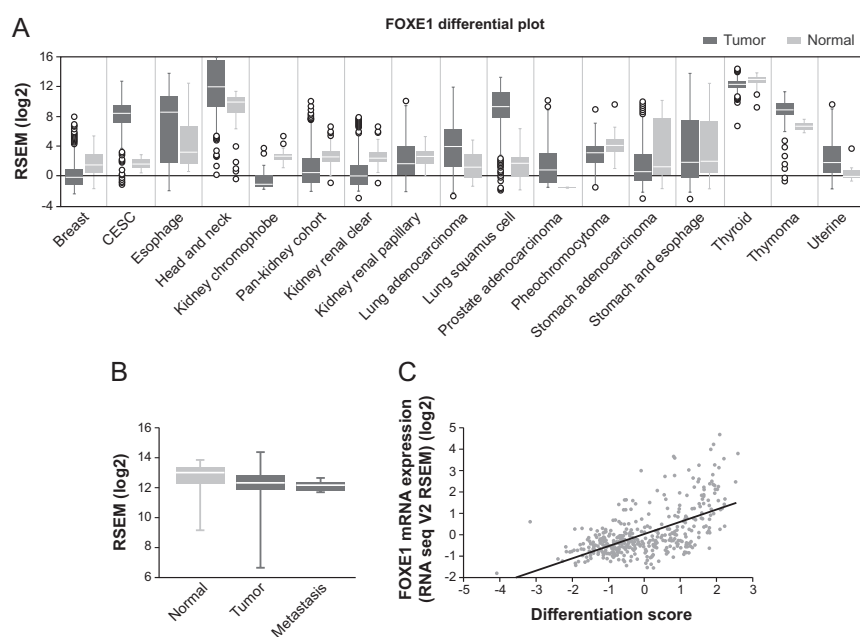 A
FOXE1 differential plot
Tumor Normal
RSEM (log2)
16
12
8
4
0
-4
Breast
CESC
Esophage
Head and neck
Kidney chromophobe
Pan-kidney cohort
Kidney renal clear
Kidney renal papillary
Lung adenocarcinoma
Lung squamus cell
Prostate adenocarcinoma
Pheochromocytoma
Stomach adenocarcinoma
Stomach and esophage
Thyroid
Thymoma
Uterine
B
RSEM (log2)
16
14
12
10
8
6
Normal
Tumor
Metastasis
C
FOXE1 mRNA expression
(RNA seq V2 RSEM) (log2)
5
4
3
2
1
0
-1
-2
-5 -4 -3 -2 -1 0 1 2 3
Differentiation score